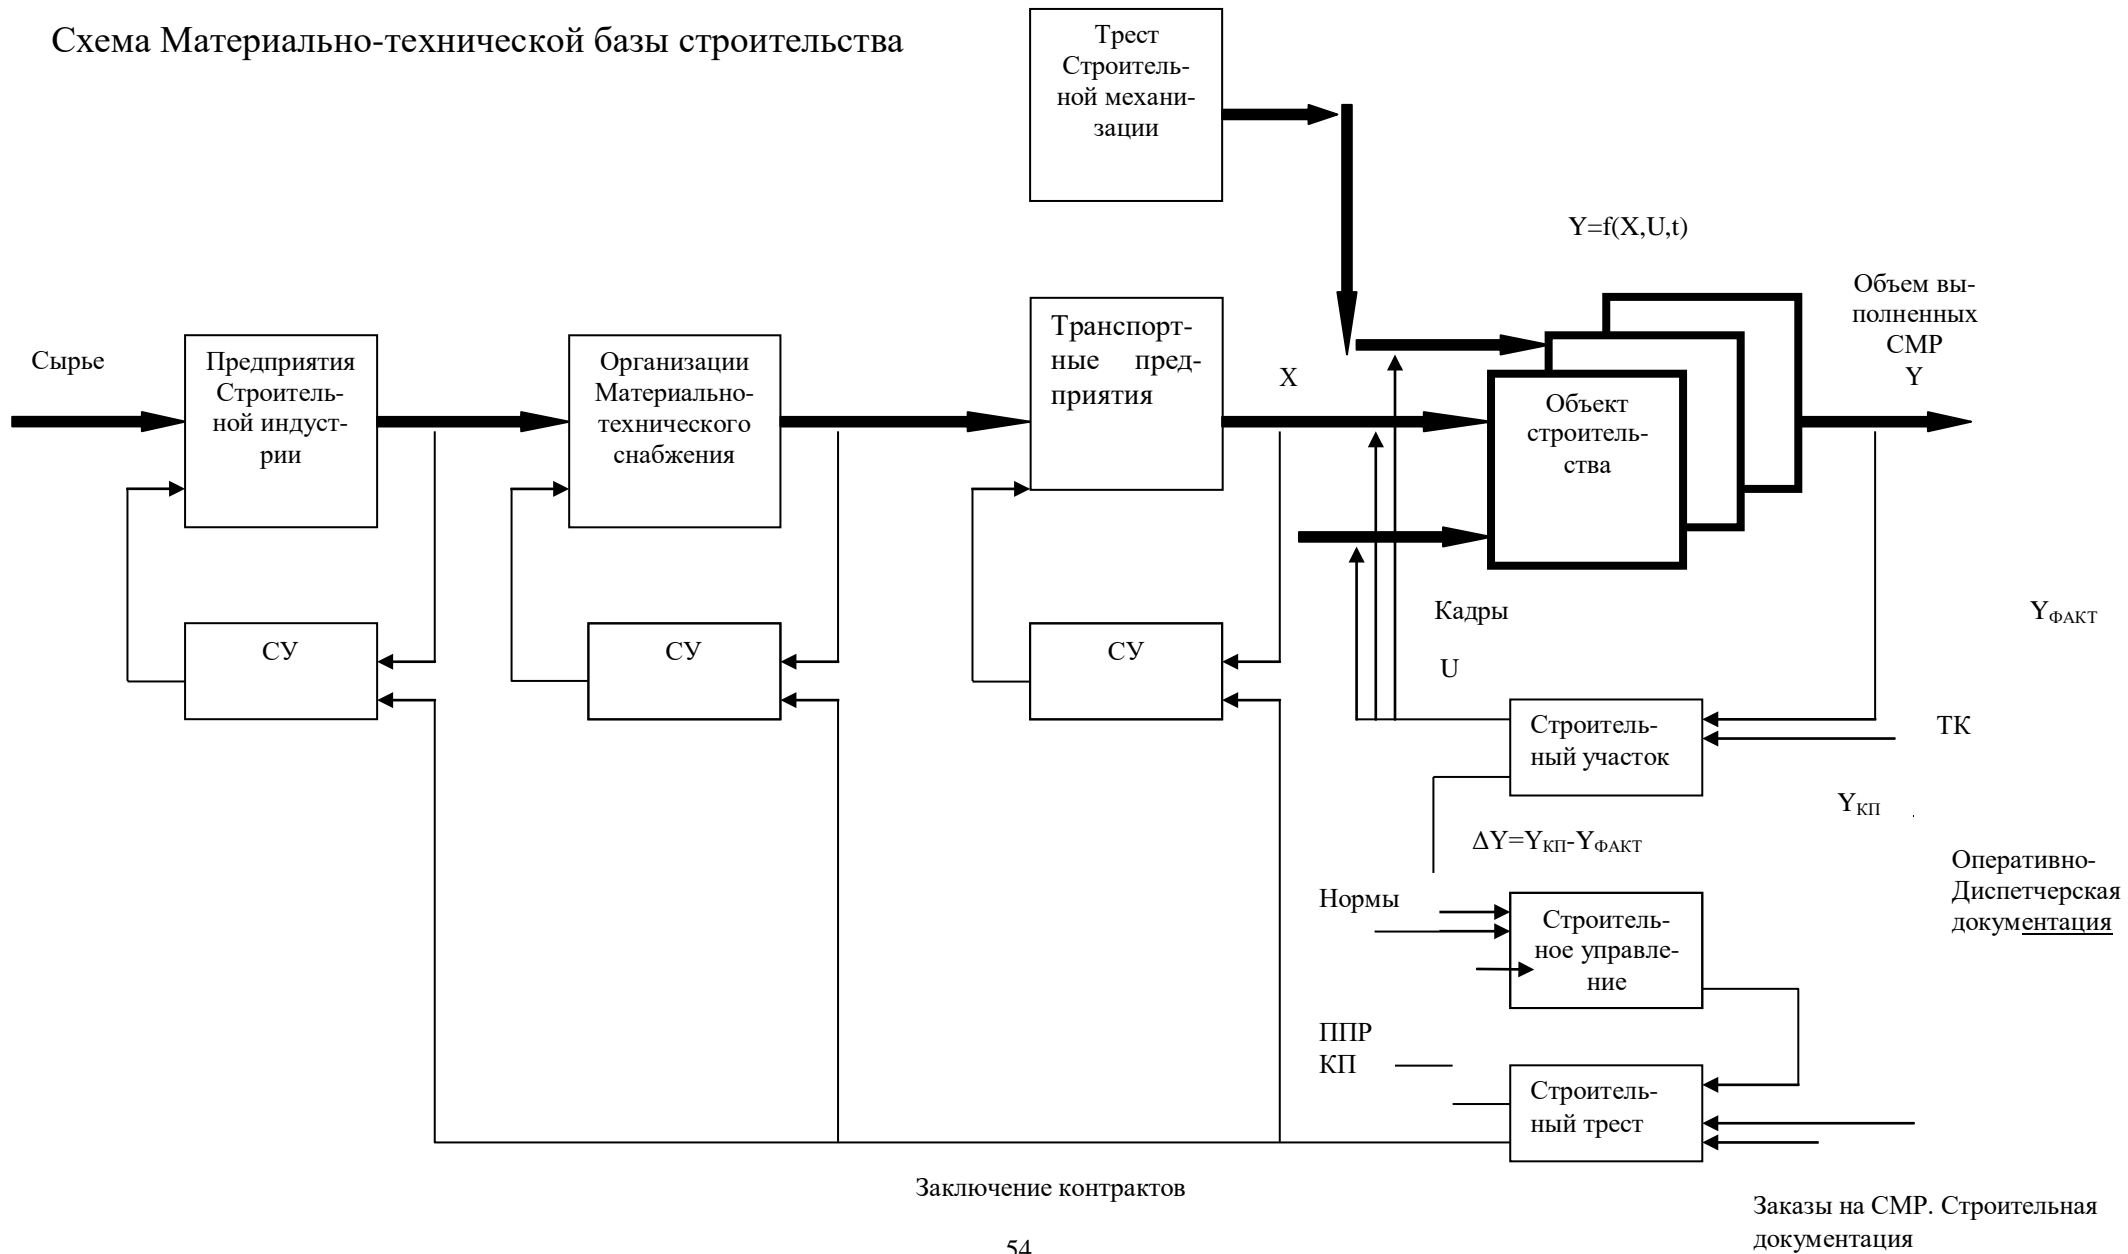 Схема Материально-технической базы строительства
Трест
Строитель-
ной механи-
зации
Y=f(X,U,t)
Объем вы-
полненных
СМР
Y
Сырье
Предприятия
Строитель-
ной индуст-
рии
Организации
Материально-
технического
снабжения
Транспорт-
ные пред-
приятия
X
Объект
строитель-
ства
СУ
СУ
СУ
Кадры
U
YФАКТ
Строитель-
ный участок
ТК
YКП
ΔY=YКП-YФАКТ
Оперативно-
Диспетчерская
документация
Нормы
Строитель-
ное управле-
ние
ППР
КП
Строитель-
ный трест
Заключение контрактов
Заказы на СМР. Строительная
документация
54